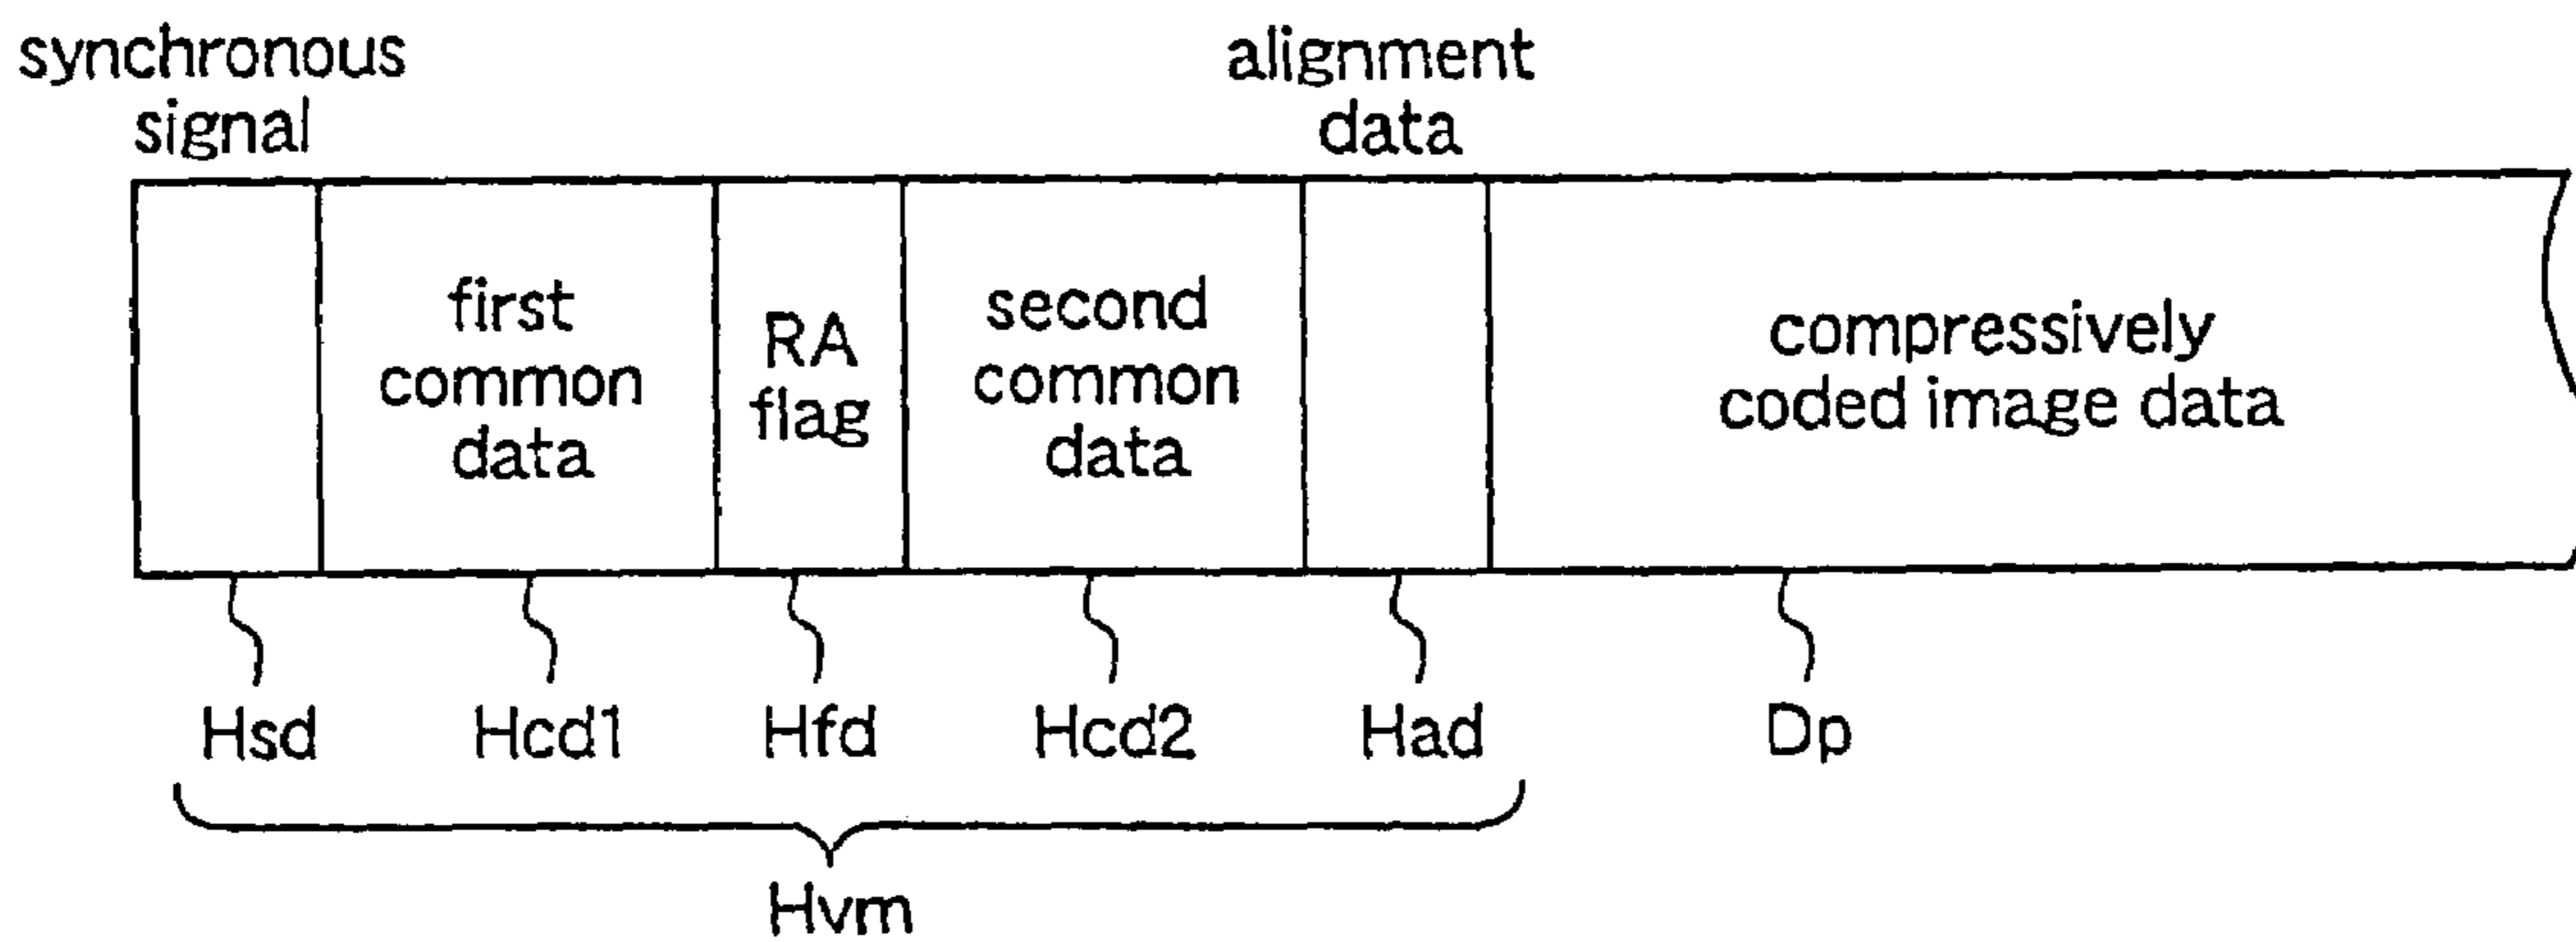 synchronous
signal
alignment
data
first
common
data
RA
flag
second
common
data
compressively
coded image data
Hsd
Hcd1
Hfd
Hcd2
Had
Dp
Hvm